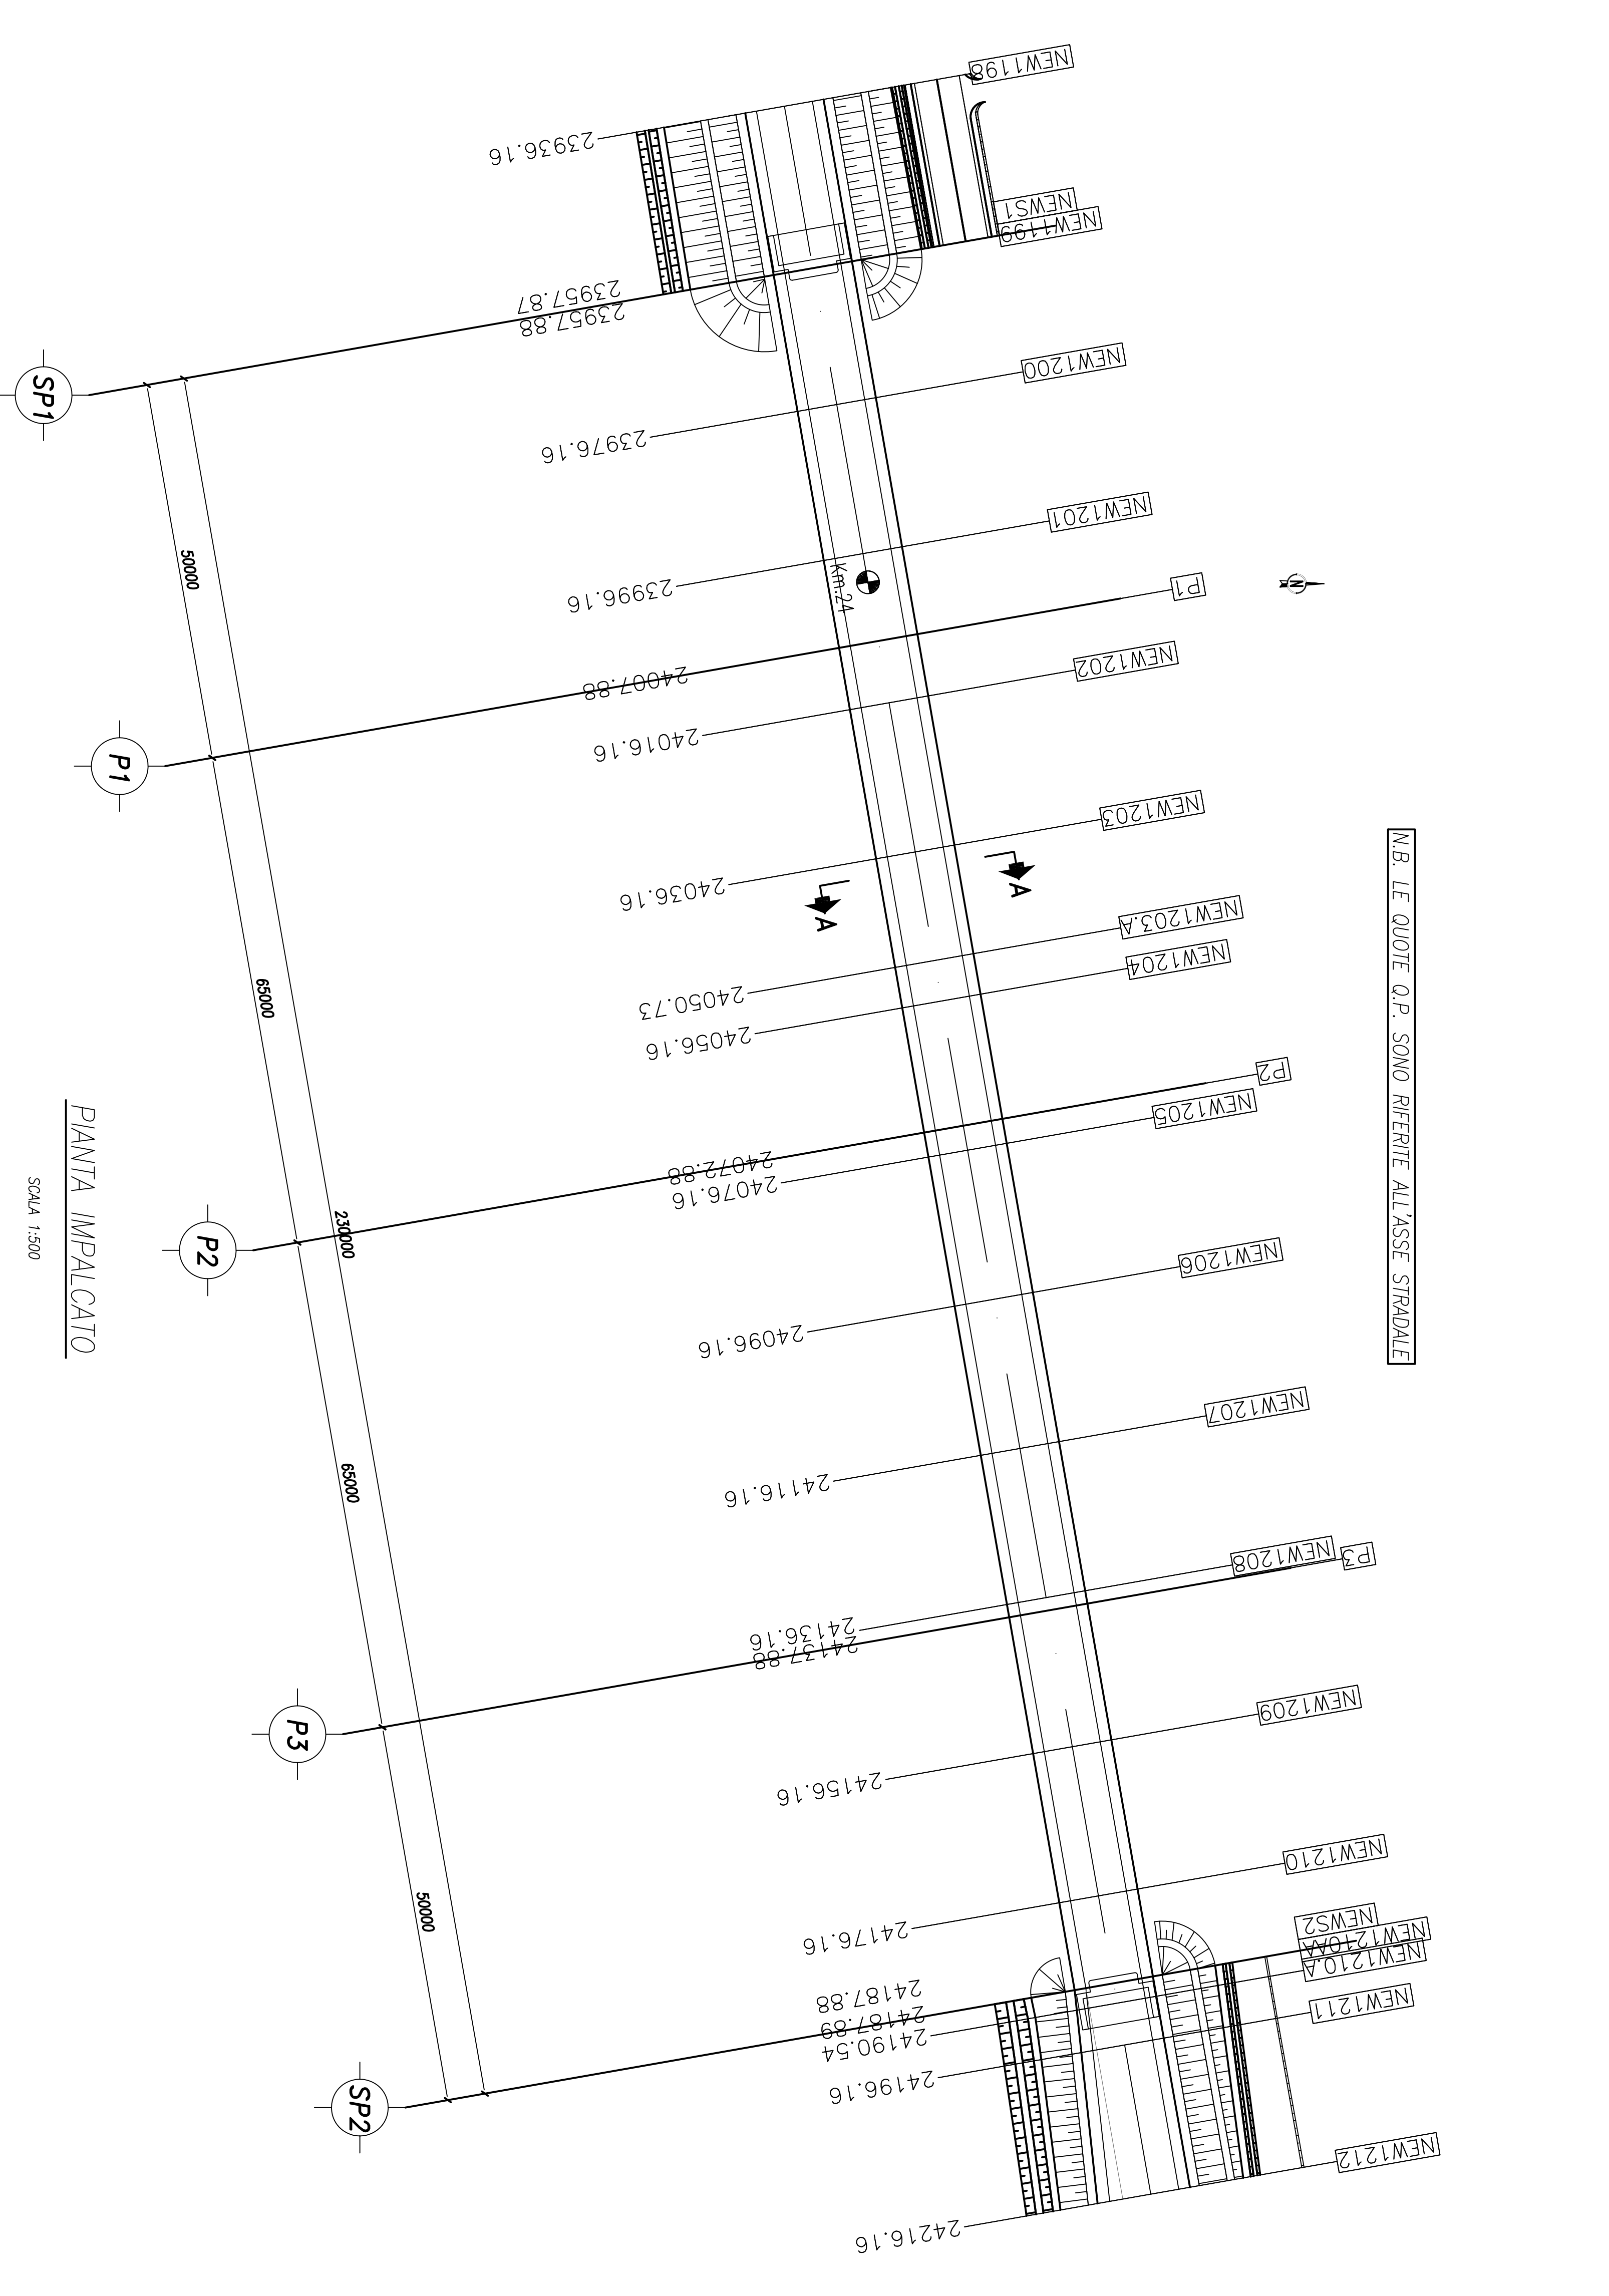 NEW1198
23936.16
NEWS1
NEW1199
23957.87
23957.88
SP1
NEW1200
23976.16
NEW1201
23996.16
Km.24
50000
P1
N
24007.88
P1
NEW1202
24016.16
NEW1203
24036.16
A
A
NEW1203.A
24050.73
NEW1204
24056.16
65000
P2
24072.88
P2
NEW1205
24076.16
230000
NEW1206
24096.16
NEW1207
24116.16
65000
NEW1208
24136.16
P3
24137.88
P3
NEW1209
24156.16
NEW1210
24176.16
50000
NEWS2
24187.88
NEW1210AA
24187.89
SP2
NEW1210.A
24190.54
NEW1211
24196.16
NEW1212
24216.16
N.B. LE QUOTE Q.P. SONO RIFERITE ALL'ASSE STRADALE
PIANTA IMPALCATO
SCALA 1:500